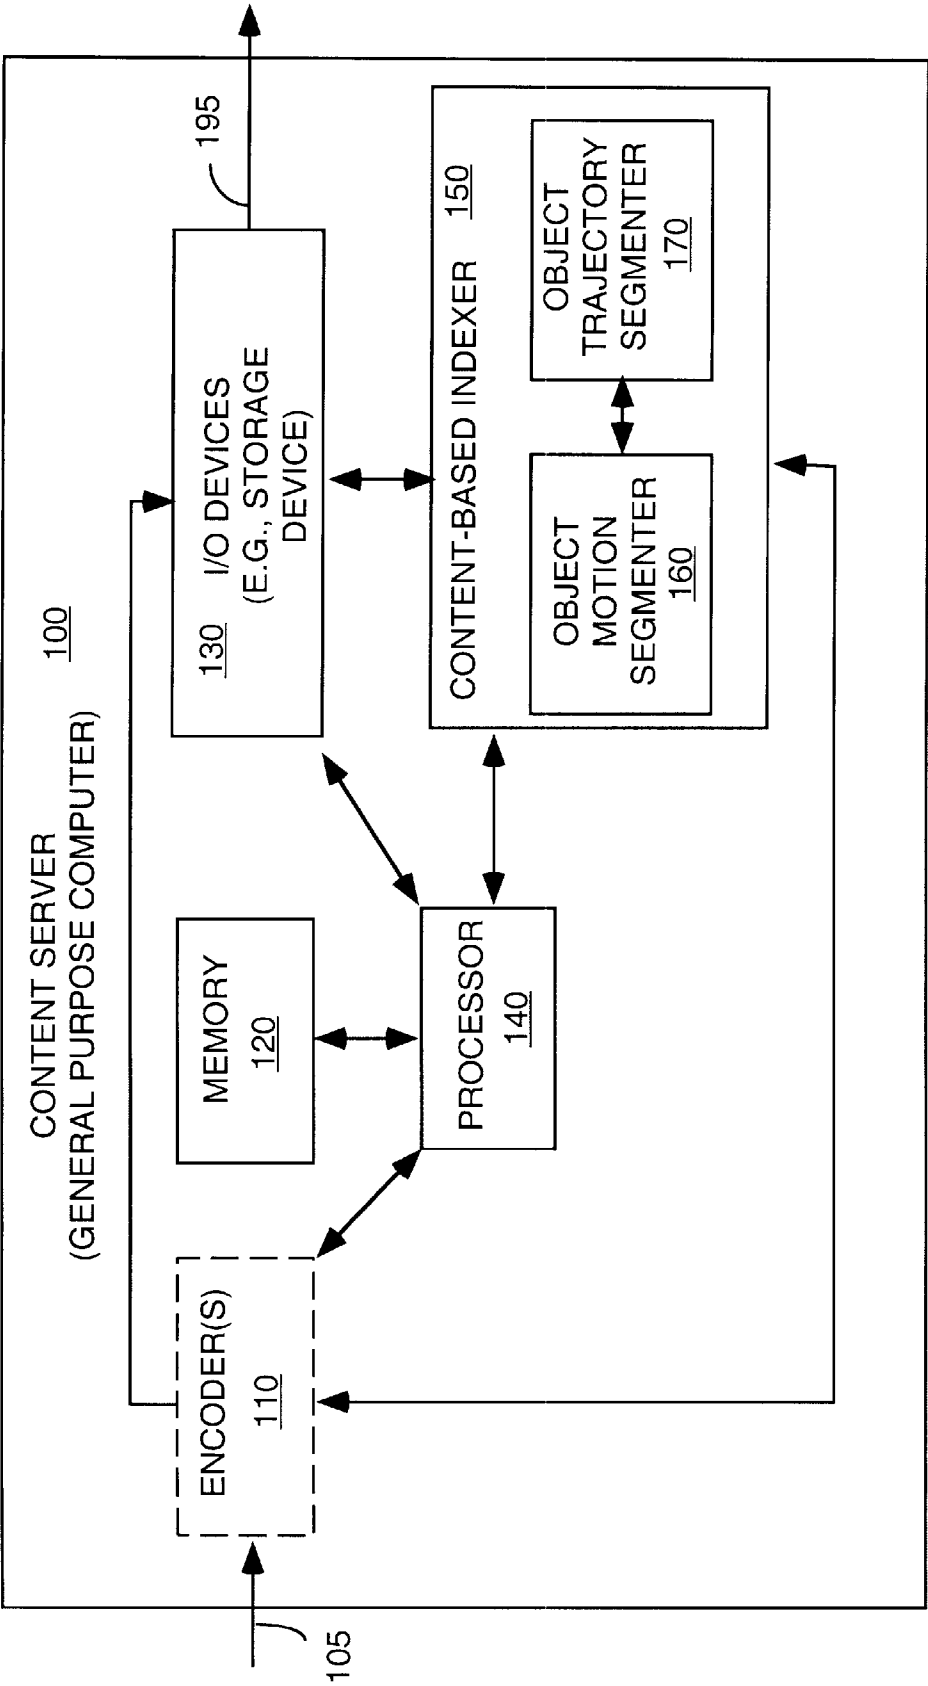 CONTENT SERVER
(GENERAL PURPOSE COMPUTER)
100
105
ENCODER(S)
110
MEMORY
120
PROCESSOR
140
130
I/O DEVICES
(E.G., STORAGE
DEVICE)
195
CONTENT-BASED INDEXER
150
OBJECT
MOTION
SEGMENTER
160
OBJECT
TRAJECTORY
SEGMENTER
170